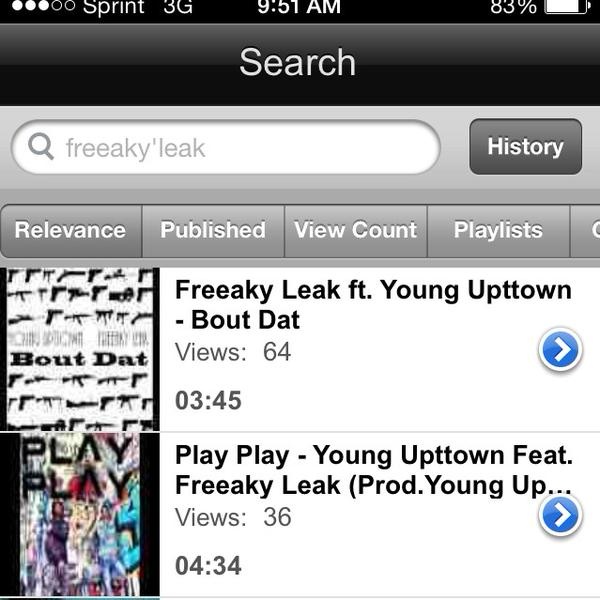 Sprint 3G 9:51 AM 83%
Search
freeaky'leak
History
Relevance Published View Count Playlists
Freeaky Leak ft. Young Upttown
- Bout Dat
Views: 64
03:45
YOUNG UPTTOWN FREEAKY LEAK
Bout Dat
Play Play - Young Upttown Feat.
Freeaky Leak (Prod.Young Up...
Views: 36
04:34
PLAY
PLAY